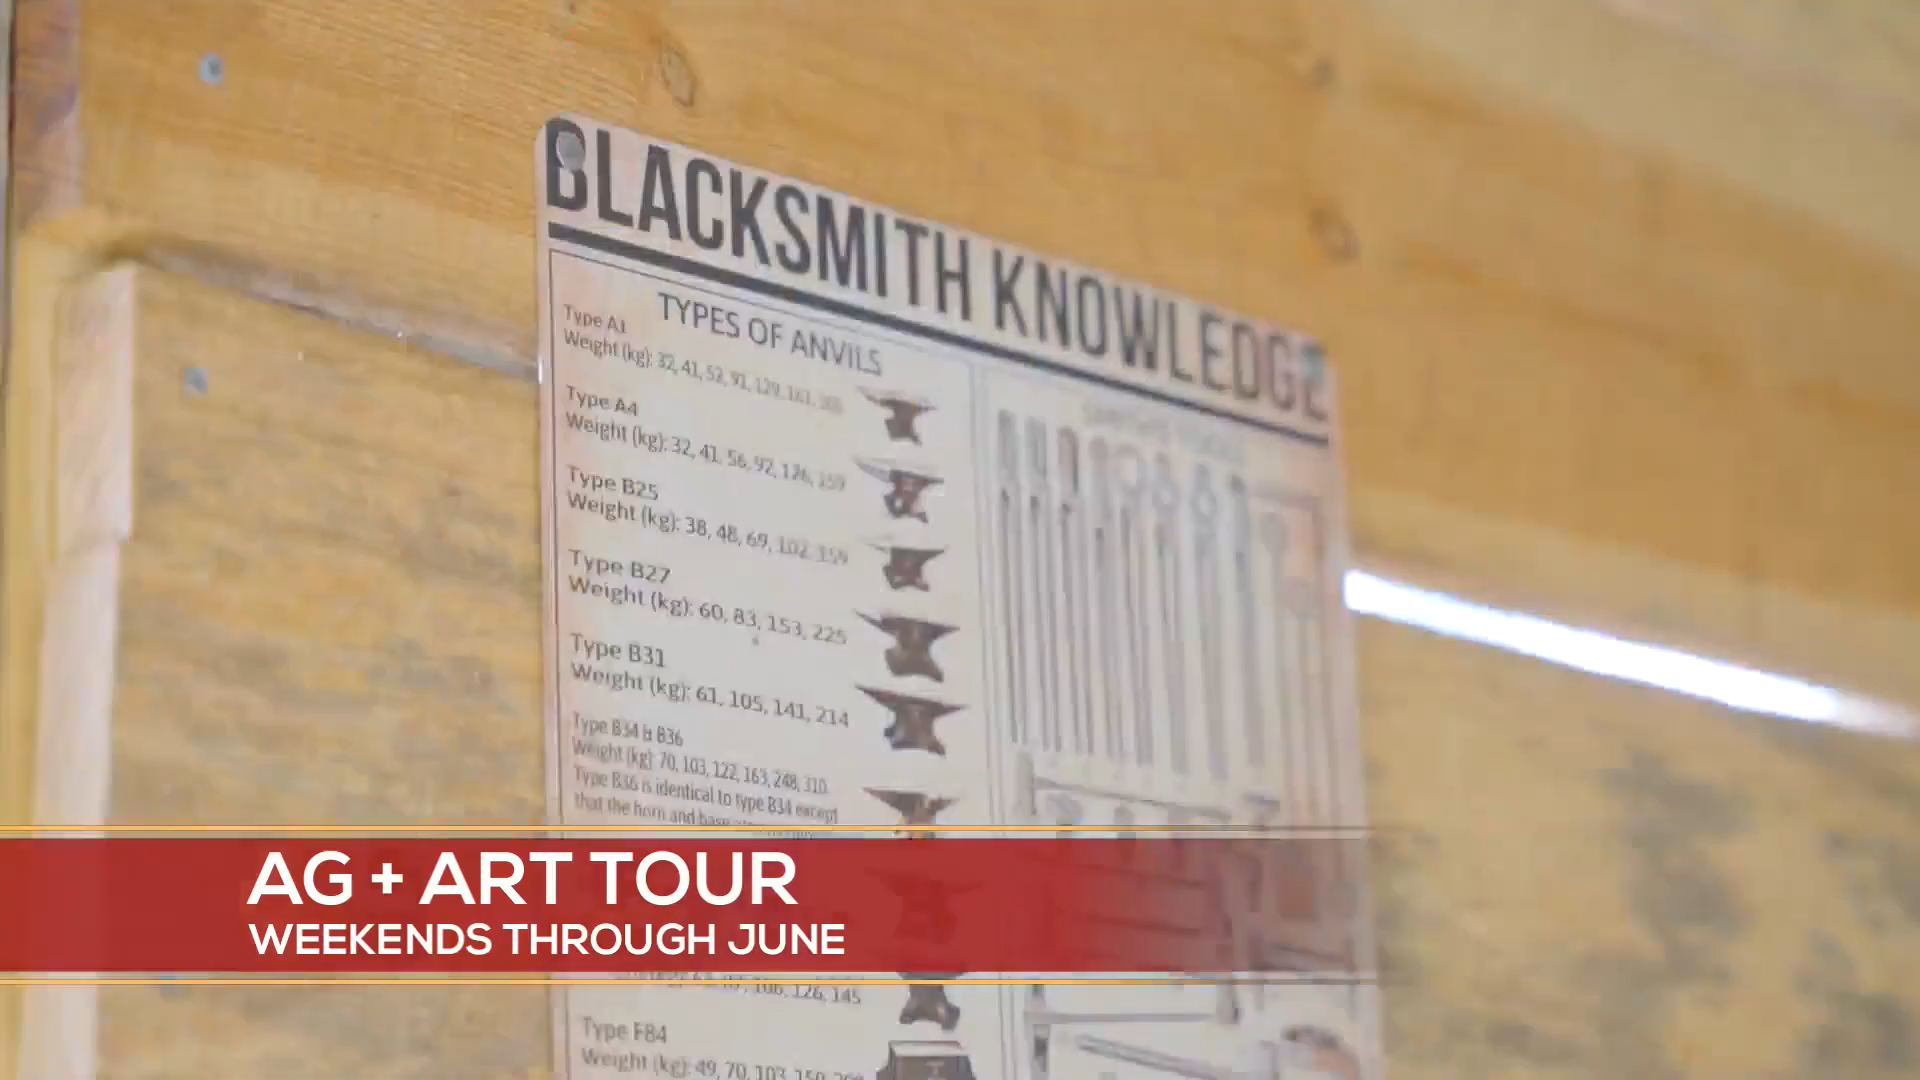 BLACKSMITH KNOWLEDGE
TYPES OF ANVILS
Type A1
Weight (kg): 32, 41, 52, 91, 129, 161,
Type A4
Weight (kg): 32, 41, 56, 92, 126, 159
Type B25
Weight (kg): 38, 48, 69, 102, 159
Type B27
Weight (kg): 60, 83, 153, 225
Type B31
Weight (kg): 61, 105, 141, 214
Type B34 & B36
Weight (kg): 70, 103, 122, 163, 248, 310.
Type B36 is identical to type B34 except
that the horn and base
AG + ART TOUR
WEEKENDS THROUGH JUNE
106, 126, 145
Type F84
Weight (kg): 49, 70, 103, 150,